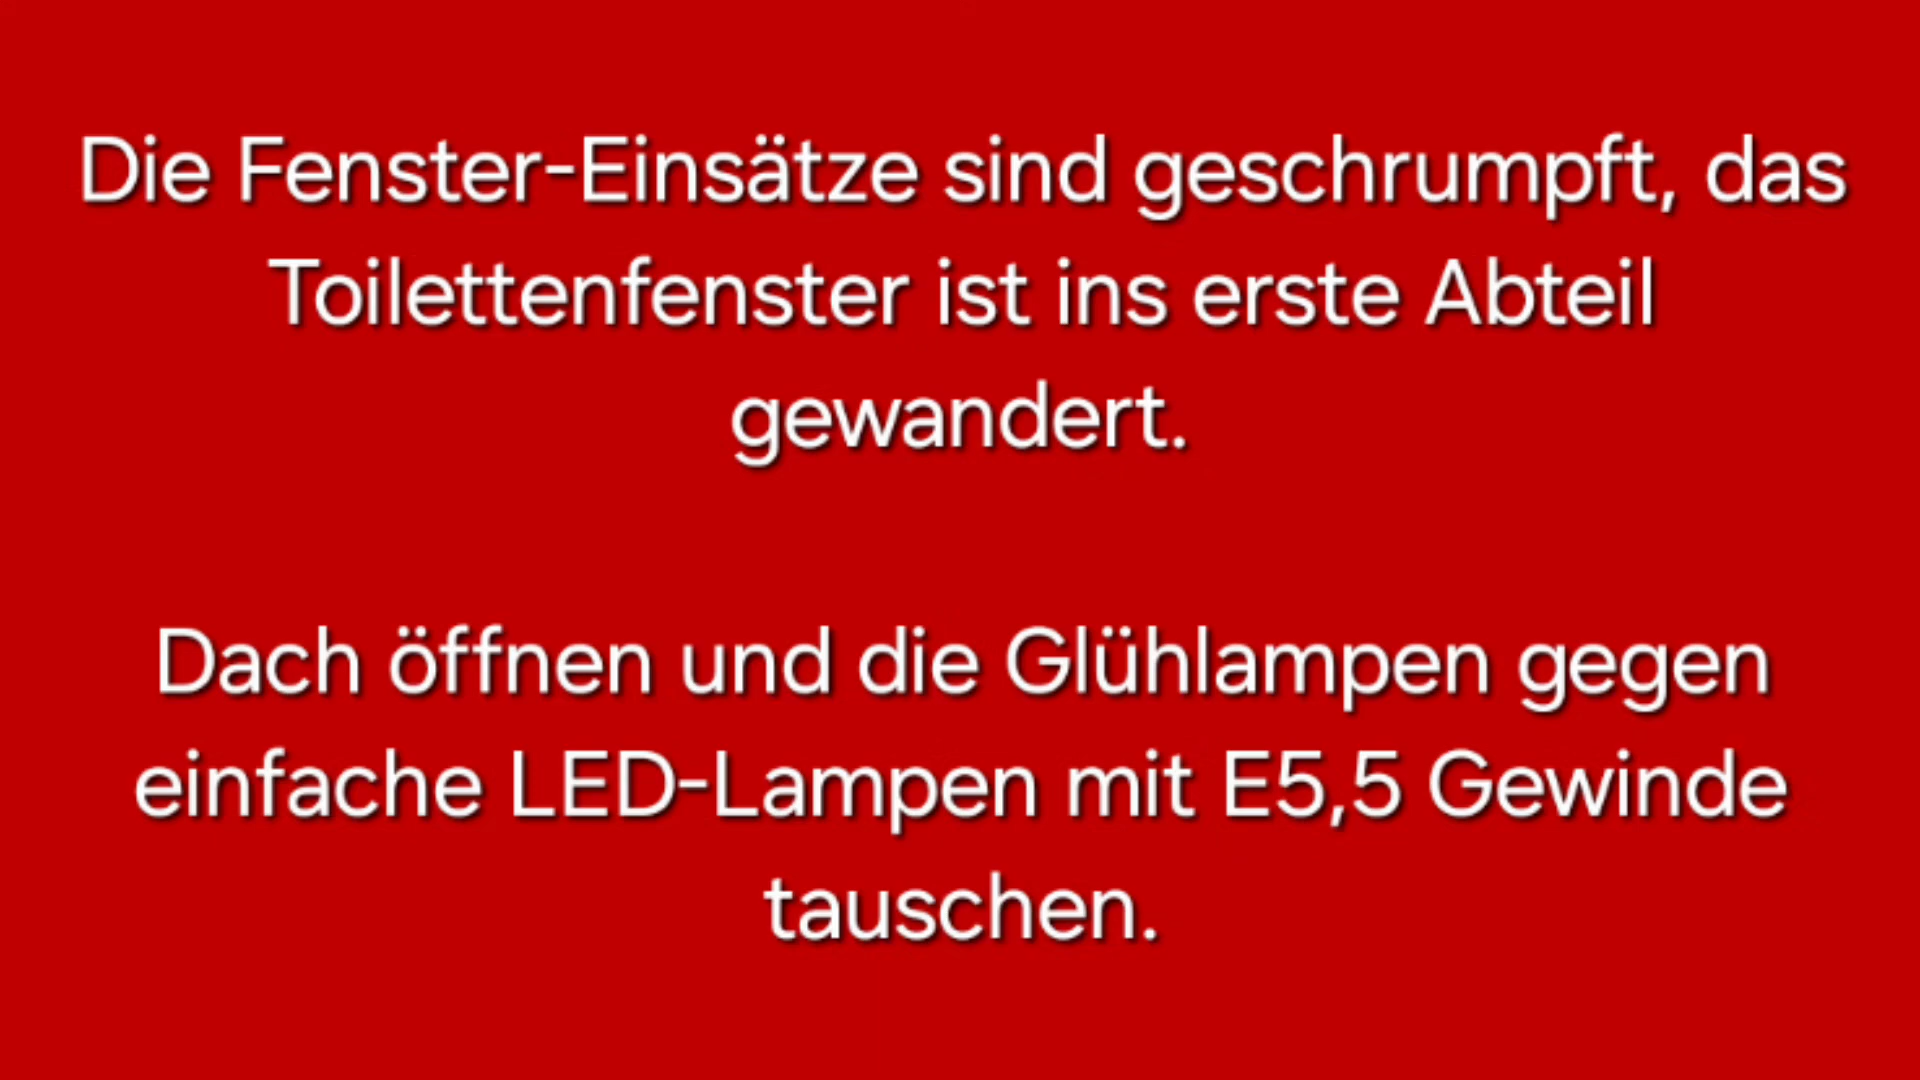 Die Fenster-Einsätze sind geschrumpft, das
Toilettenfenster ist ins erste Abteil
gewandert.
Dach öffnen und die Glühlampen gegen
einfache LED-Lampen mit E5,5 Gewinde
tauschen.